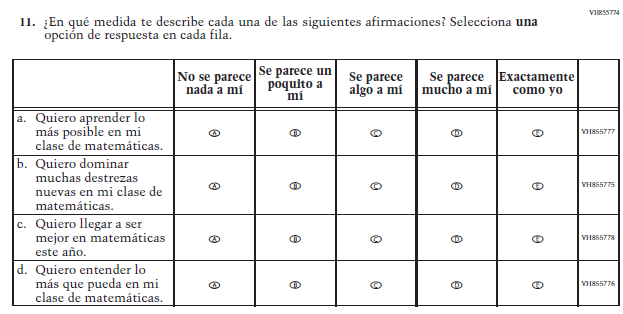 VH855774
11. ¿En qué medida te describe cada una de las siguientes afirmaciones? Selecciona una
opción de respuesta en cada fila.
No se parece nada a mí
Se parece un poquito a mí
Se parece algo a mí
Se parece mucho a mí
Exactamente como yo
a. Quiero aprender lo
más posible en mi
clase de matemáticas.
A B C D E VH855777
b. Quiero dominar
muchas destrezas
nuevas en mi clase de
matemáticas.
A B C D E VH855775
c. Quiero llegar a ser
mejor en matemáticas
este año.
A B C D E VH855778
d. Quiero entender lo
más que pueda en mi
clase de matemáticas.
A B C D E VH855776